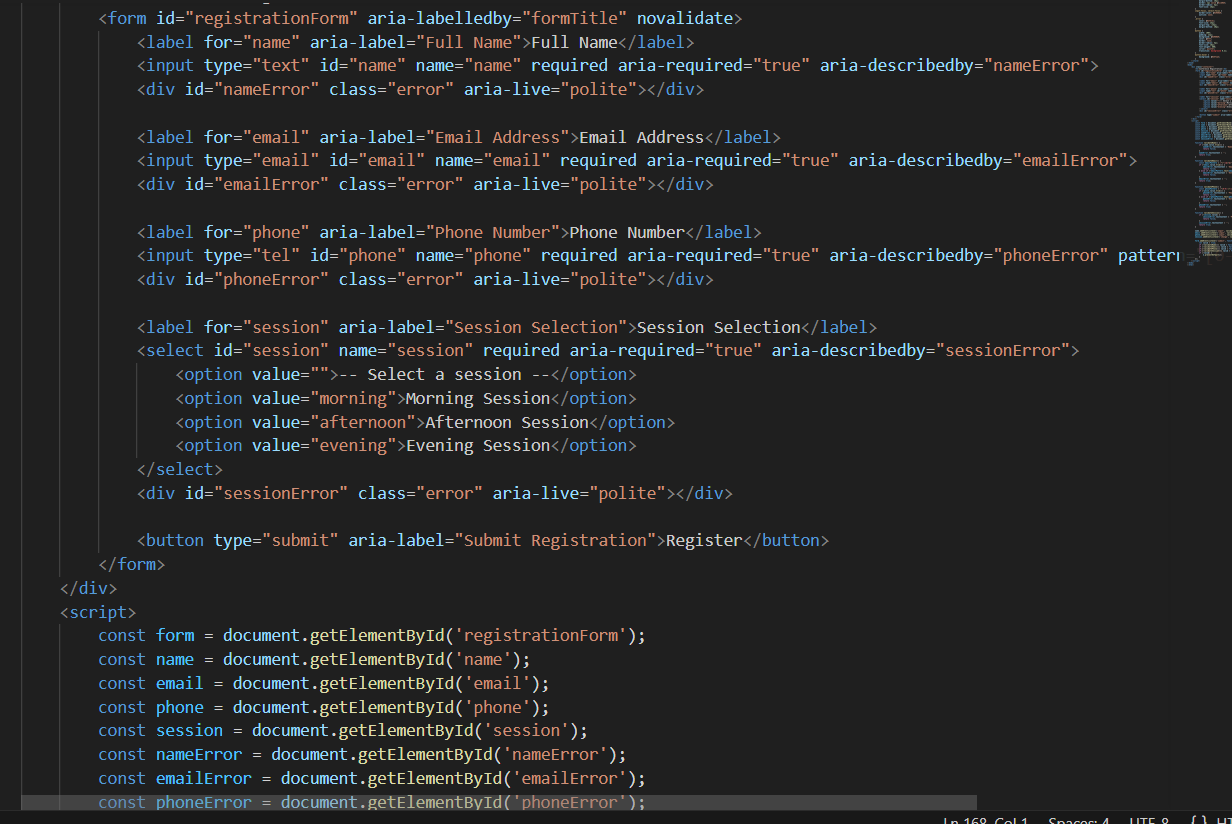 <form id="registrationForm" aria-labelledby="formTitle" novalidate>
<label for="name" aria-label="Full Name">Full Name</label>
<input type="text" id="name" name="name" required aria-required="true" aria-describedby="nameError">
<div id="nameError" class="error" aria-live="polite"></div>
<label for="email" aria-label="Email Address">Email Address</label>
<input type="email" id="email" name="email" required aria-required="true" aria-describedby="emailError">
<div id="emailError" class="error" aria-live="polite"></div>
<label for="phone" aria-label="Phone Number">Phone Number</label>
<input type="tel" id="phone" name="phone" required aria-required="true" aria-describedby="phoneError" pattern
<div id="phoneError" class="error" aria-live="polite"></div>
<label for="session" aria-label="Session Selection">Session Selection</label>
<select id="session" name="session" required aria-required="true" aria-describedby="sessionError">
<option value="">-- Select a session --</option>
<option value="morning">Morning Session</option>
<option value="afternoon">Afternoon Session</option>
<option value="evening">Evening Session</option>
</select>
<div id="sessionError" class="error" aria-live="polite"></div>
<button type="submit" aria-label="Submit Registration">Register</button>
</form>
</div>
<script>
const form = document.getElementById('registrationForm');
const name = document.getElementById('name');
const email = document.getElementById('email');
const phone = document.getElementById('phone');
const session = document.getElementById('session');
const nameError = document.getElementById('nameError');
const emailError = document.getElementById('emailError');
const phoneError = document.getElementById('phoneError');
Ln 168, Col 1 Spaces: 4 UTF-8 {}